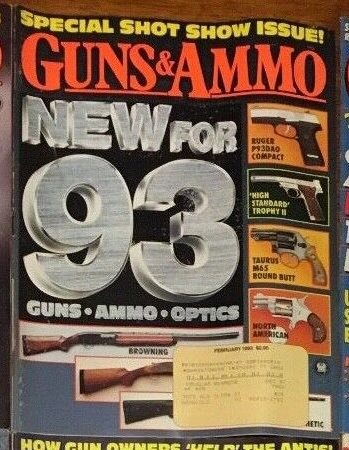 SPECIAL SHOT SHOW ISSUE!
GUNS & AMMO
NEW FOR
93
GUNS • AMMO • OPTICS
RUGER
P93DAO
COMPACT
'HIGH
STANDARD'
TROPHY II
TAURUS
M65
ROUND BUTT
NORTH
AMERICAN
BROWNING
FEBRUARY 1993
HETIC
HOW GUN OWNERS 'HELP' THE ANTIS!